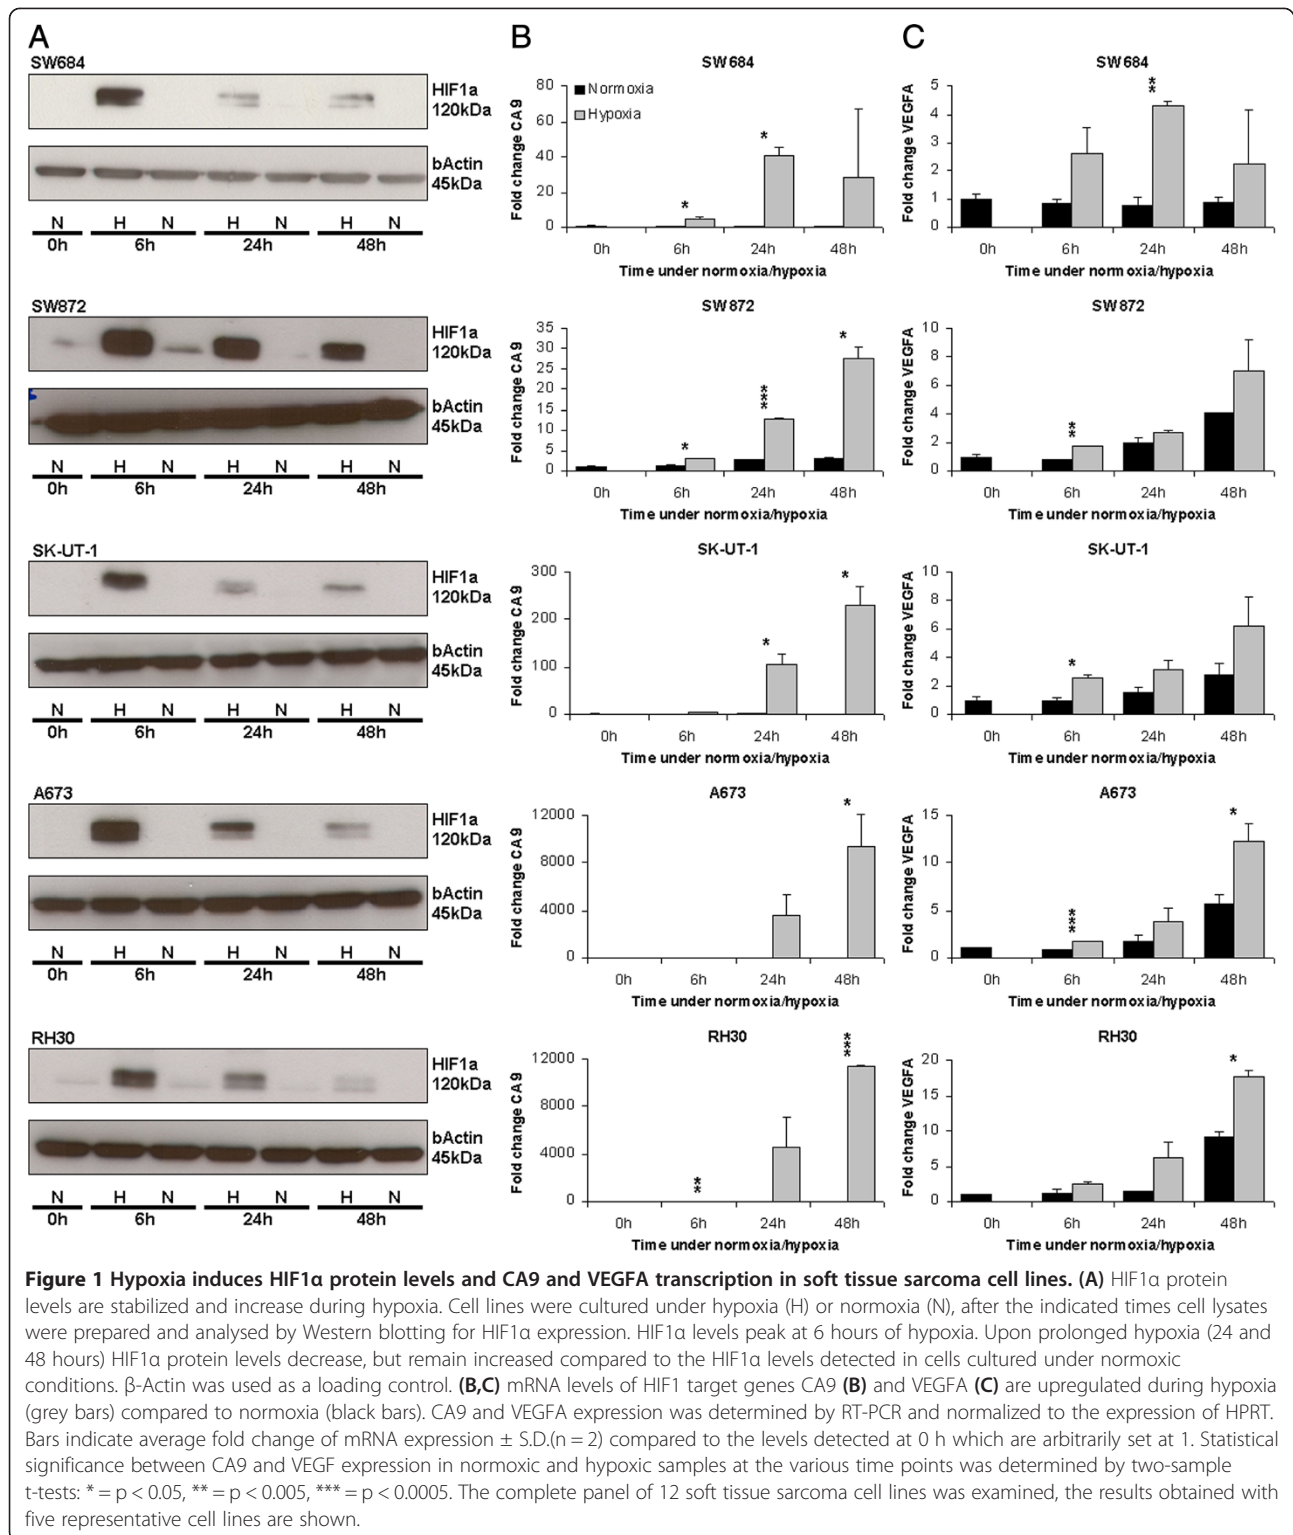 A
B
C
SW684
HIF1a
120kDa
bActin
45kDa
N H N H N H N
0h 6h 24h 48h
SW684
Fold change CA9
80
60
40
20
0
Normoxia
Hypoxia
*
*
0h 6h 24h 48h
Time under normoxia/hypoxia
SW684
Fold change VEGFA
5
4
3
2
1
0
**
0h 6h 24h 48h
Time under normoxia/hypoxia
SW872
HIF1a
120kDa
bActin
45kDa
N H N H N H N
0h 6h 24h 48h
SW872
Fold change CA9
35
30
25
20
15
10
5
0
*
***
*
0h 6h 24h 48h
Time under normoxia/hypoxia
SW872
Fold change VEGFA
10
8
6
4
2
0
**
0h 6h 24h 48h
Time under normoxia/hypoxia
SK-UT-1
HIF1a
120kDa
bActin
45kDa
N H N H N H N
0h 6h 24h 48h
SK-UT-1
Fold change CA9
300
200
100
0
*
*
0h 6h 24h 48h
Time under normoxia/hypoxia
SK-UT-1
Fold change VEGFA
10
8
6
4
2
0
*
0h 6h 24h 48h
Time under normoxia/hypoxia
A673
HIF1a
120kDa
bActin
45kDa
N H N H N H N
0h 6h 24h 48h
A673
Fold change CA9
12000
8000
4000
0
*
0h 6h 24h 48h
Time under normoxia/hypoxia
A673
Fold change VEGFA
15
10
5
0
***
*
0h 6h 24h 48h
Time under normoxia/hypoxia
RH30
HIF1a
120kDa
bActin
45kDa
N H N H N H N
0h 6h 24h 48h
RH30
Fold change CA9
12000
8000
4000
0
**
***
0h 6h 24h 48h
Time under normoxia/hypoxia
RH30
Fold change VEGFA
20
15
10
5
0
*
0h 6h 24h 48h
Time under normoxia/hypoxia
Figure 1 Hypoxia induces HIF1α protein levels and CA9 and VEGFA transcription in soft tissue sarcoma cell lines. (A) HIF1α protein
levels are stabilized and increase during hypoxia. Cell lines were cultured under hypoxia (H) or normoxia (N), after the indicated times cell lysates
were prepared and analysed by Western blotting for HIF1α expression. HIF1α levels peak at 6 hours of hypoxia. Upon prolonged hypoxia (24 and
48 hours) HIF1α protein levels decrease, but remain increased compared to the HIF1α levels detected in cells cultured under normoxic
conditions. β-Actin was used as a loading control. (B,C) mRNA levels of HIF1 target genes CA9 (B) and VEGFA (C) are upregulated during hypoxia
(grey bars) compared to normoxia (black bars). CA9 and VEGFA expression was determined by RT-PCR and normalized to the expression of HPRT.
Bars indicate average fold change of mRNA expression ± S.D.(n = 2) compared to the levels detected at 0 h which are arbitrarily set at 1. Statistical
significance between CA9 and VEGF expression in normoxic and hypoxic samples at the various time points was determined by two-sample
t-tests: * = p < 0.05, ** = p < 0.005, *** = p < 0.0005. The complete panel of 12 soft tissue sarcoma cell lines was examined, the results obtained with
five representative cell lines are shown.